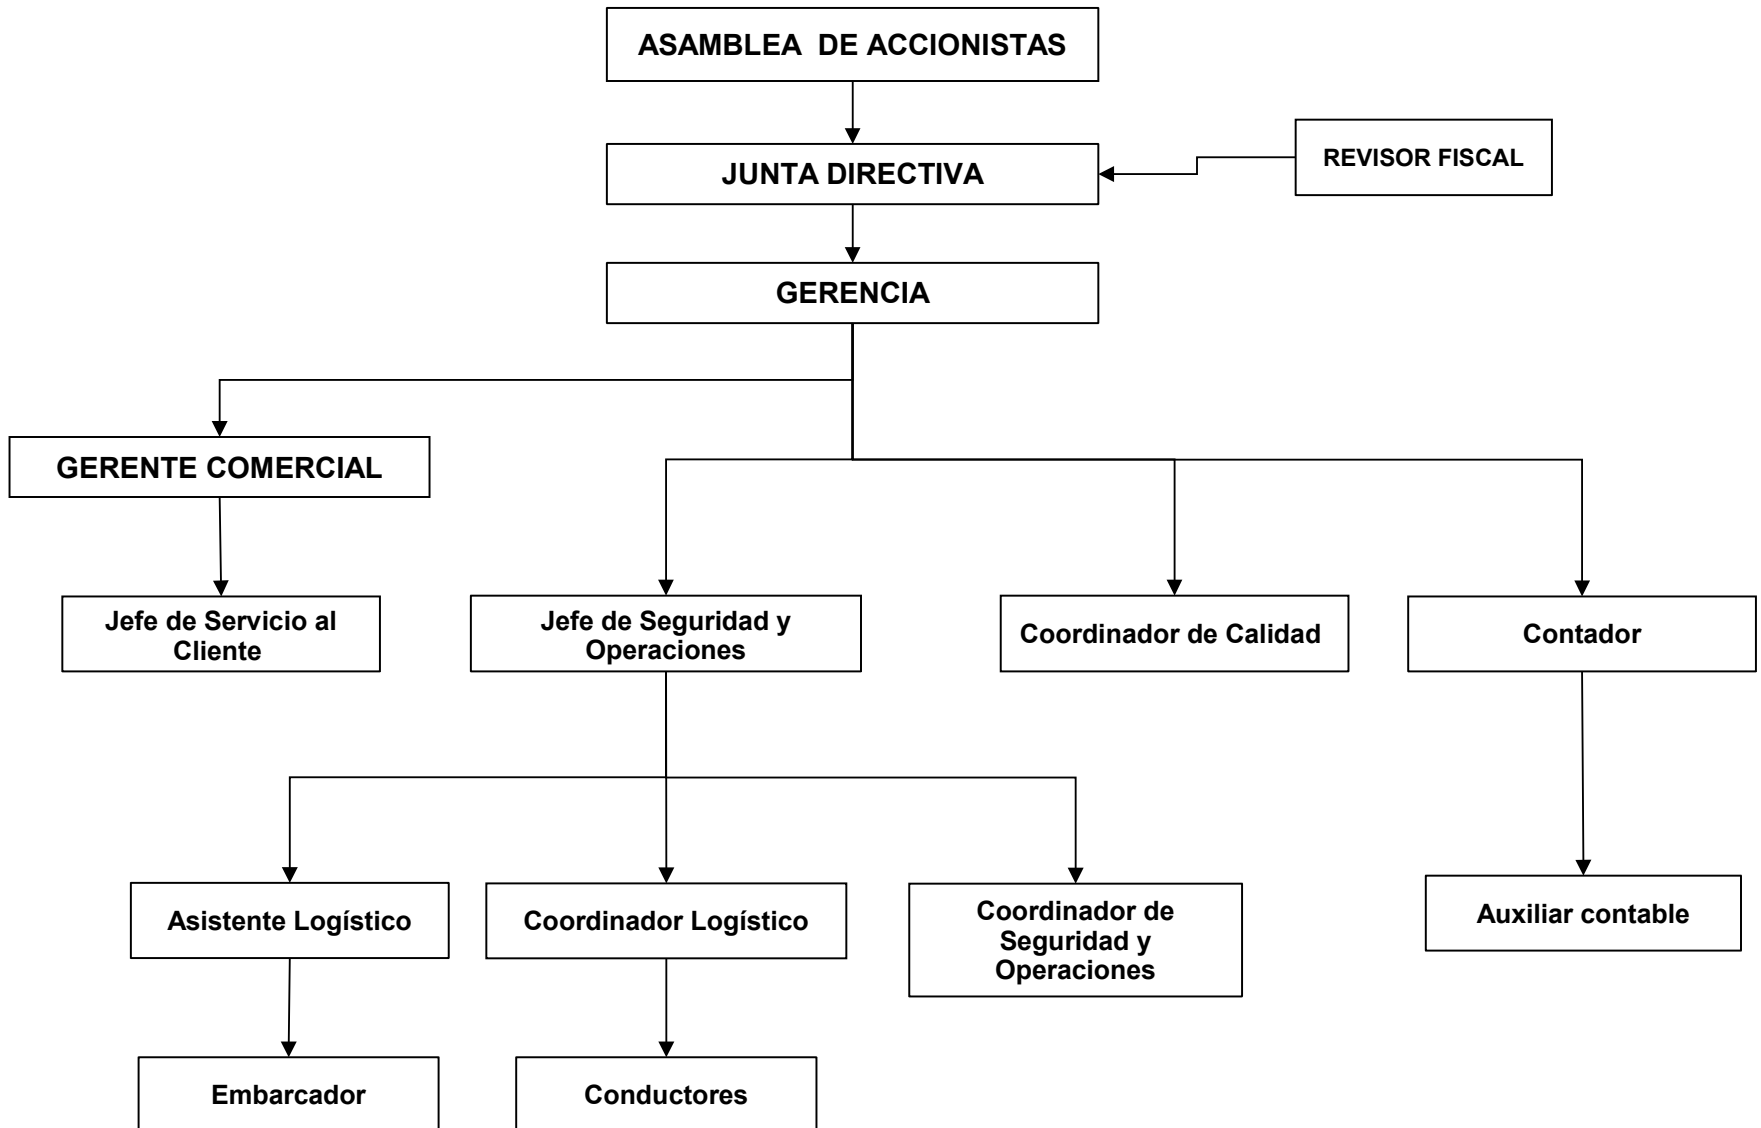 ASAMBLEA  DE ACCIONISTAS
REVISOR FISCAL
JUNTA DIRECTIVA
GERENCIA
GERENTE COMERCIAL
Jefe de Servicio al
Cliente
Jefe de Seguridad y
Operaciones
Coordinador de Calidad
Contador
Asistente Logístico
Coordinador Logístico
Coordinador de
Seguridad y
Operaciones
Auxiliar contable
Embarcador
Conductores